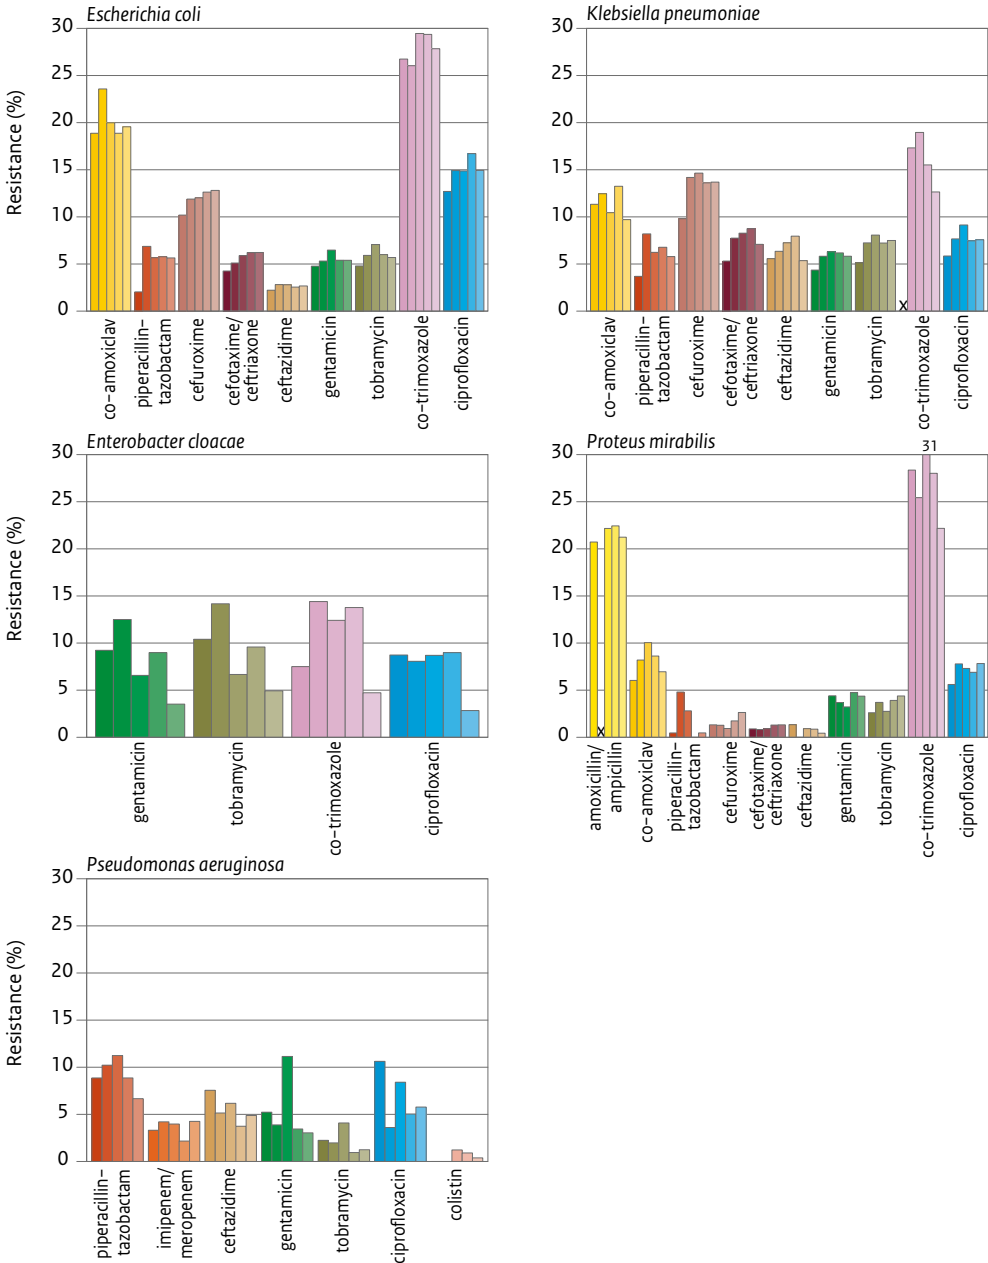 Escherichia coli
Resistance (%)
30
25
20
15
10
5
0
co-amoxiclav
piperacillin-
tazobactam
cefuroxime
cefotaxime/
ceftriaxone
ceftazidime
gentamicin
tobramycin
co-trimoxazole
ciprofloxacin
Klebsiella pneumoniae
30
25
20
15
10
5
0
x
co-amoxiclav
piperacillin-
tazobactam
cefuroxime
cefotaxime/
ceftriaxone
ceftazidime
gentamicin
tobramycin
co-trimoxazole
ciprofloxacin
Enterobacter cloacae
Resistance (%)
30
25
20
15
10
5
0
gentamicin
tobramycin
co-trimoxazole
ciprofloxacin
Proteus mirabilis
31
30
25
20
15
10
5
0
x
amoxicillin/
ampicillin
co-amoxiclav
piperacillin-
tazobactam
cefuroxime
cefotaxime/
ceftriaxone
ceftazidime
gentamicin
tobramycin
co-trimoxazole
ciprofloxacin
Pseudomonas aeruginosa
Resistance (%)
30
25
20
15
10
5
0
piperacillin-
tazobactam
imipenem/
meropenem
ceftazidime
gentamicin
tobramycin
ciprofloxacin
colistin